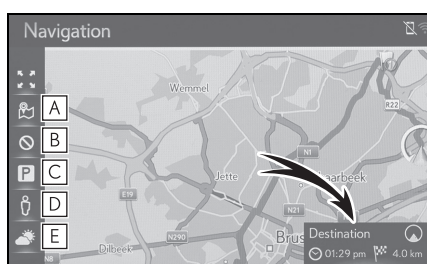 Navigation
Wemmel
R22
A
B
N1
P
C
Jette
aarbeek
D
E19
N21
Destination
E
N290
Brus
01:29 pm 4.0 km
N8
Dilbeek